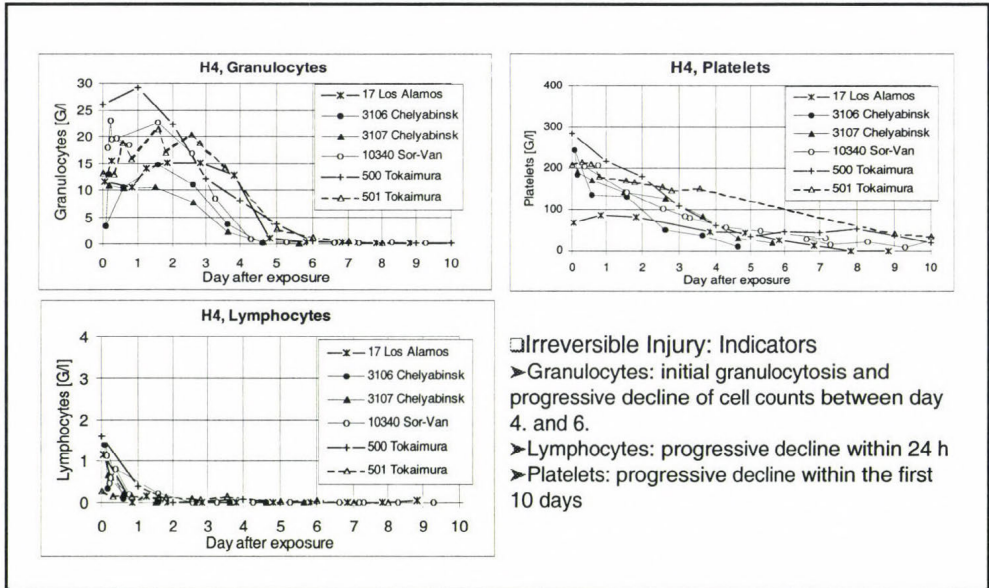 H4, Granulocytes
Granulocytes [G/l]
30
25
20
15
10
5
0
0 1 2 3 4 5 6 7 8 9 10
Day after exposure
17 Los Alamos
3106 Chelyabinsk
3107 Chelyabinsk
10340 Sor-Van
500 Tokaimura
501 Tokaimura
H4, Platelets
Platelets [G/l]
400
300
200
100
0
0 1 2 3 4 5 6 7 8 9 10
Day after exposure
17 Los Alamos
3106 Chelyabinsk
3107 Chelyabinsk
10340 Sor-Van
500 Tokaimura
501 Tokaimura
H4, Lymphocytes
Lymphocytes [G/l]
4
3
2
1
0
0 1 2 3 4 5 6 7 8 9 10
Day after exposure
17 Los Alamos
3106 Chelyabinsk
3107 Chelyabinsk
10340 Sor-Van
500 Tokaimura
501 Tokaimura
❑Irreversible Injury: Indicators
➤Granulocytes: initial granulocytosis and
progressive decline of cell counts between day
4. and 6.
➤Lymphocytes: progressive decline within 24 h
➤Platelets: progressive decline within the first
10 days